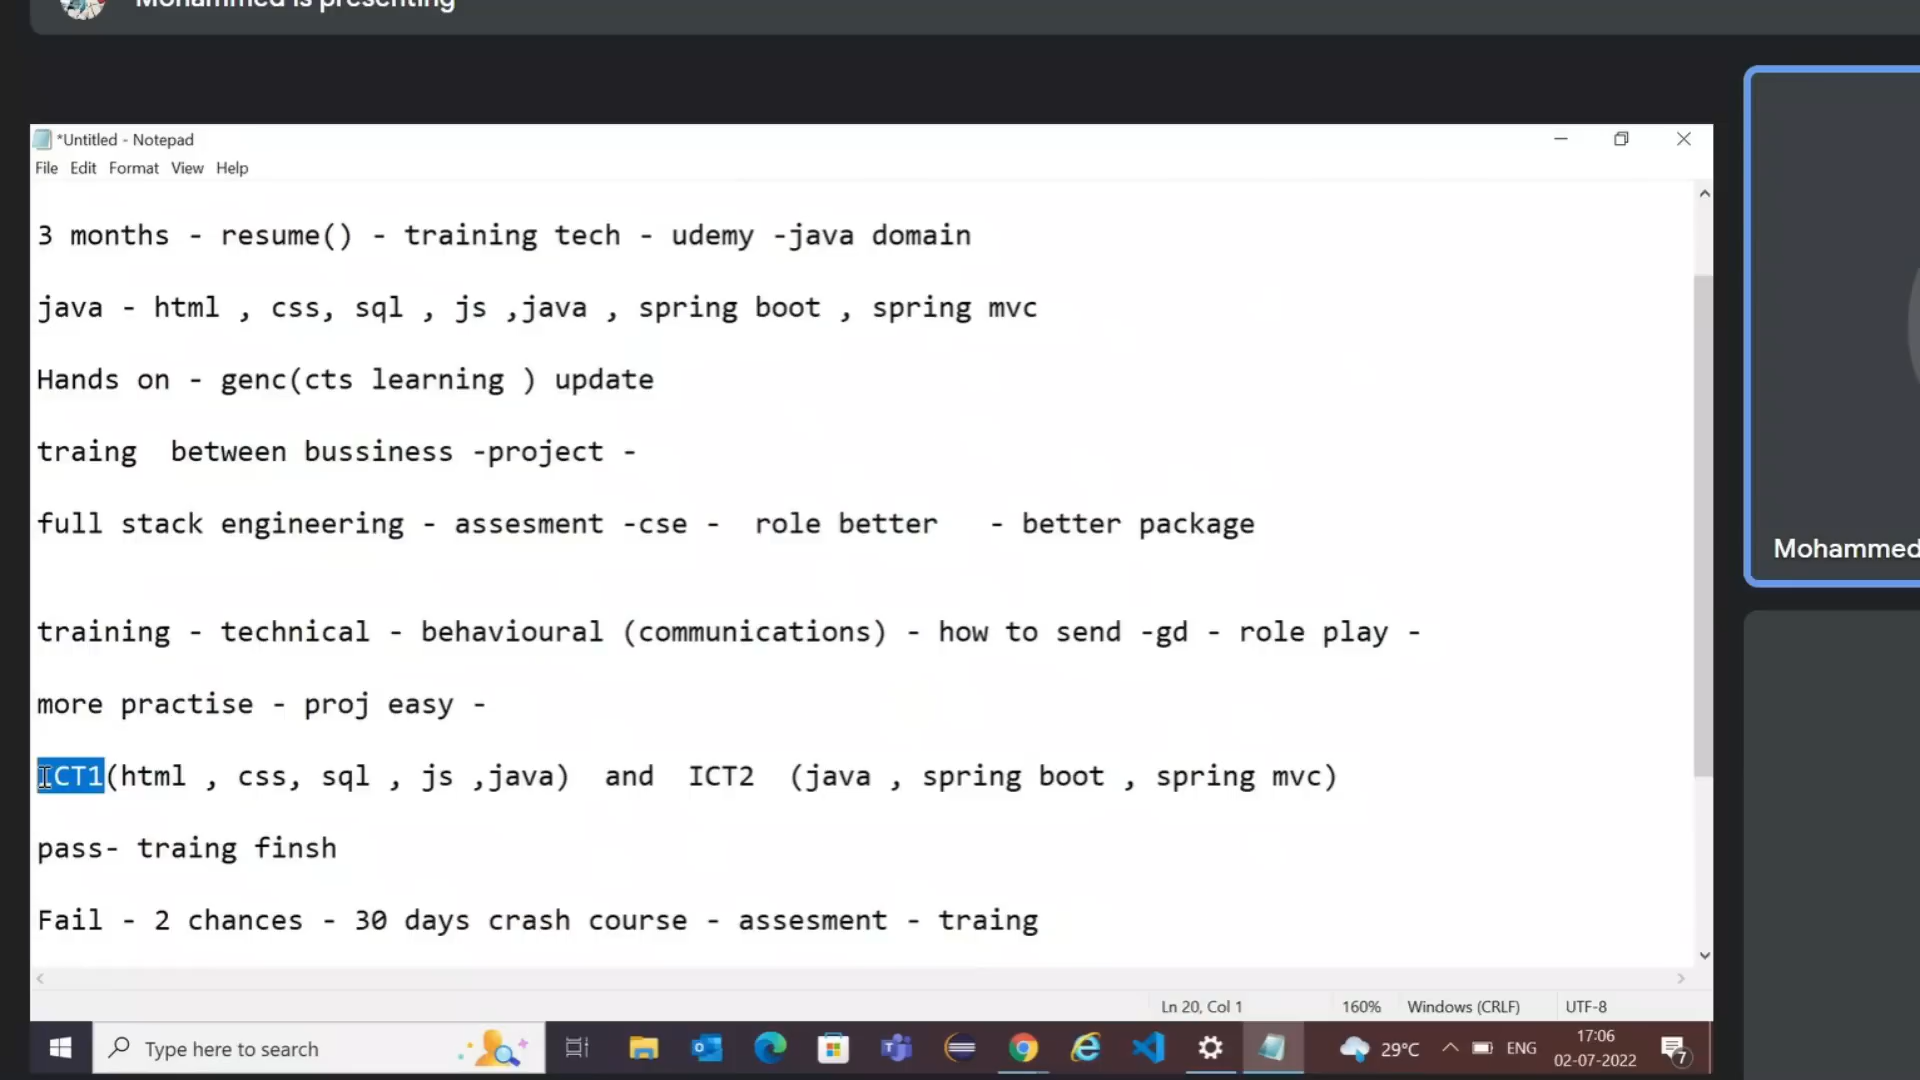 Mohammed is presenting
*Untitled - Notepad
File Edit Format View Help
3 months - resume() - training tech - udemy -java domain
java - html , css, sql , js ,java , spring boot , spring mvc
Hands on - genc(cts learning ) update
traing  between bussiness -project -
full stack engineering - assesment -cse -  role better   - better package
training - technical - behavioural (communications) - how to send -gd - role play -
more practise - proj easy -
ICT1(html , css, sql , js ,java)  and  ICT2  (java , spring boot , spring mvc)
pass- traing finsh
Fail - 2 chances - 30 days crash course - assesment - traing
Mohammed
Ln 20, Col 1 160% Windows (CRLF) UTF-8
Type here to search 29°C ENG 17:06
02-07-2022
7